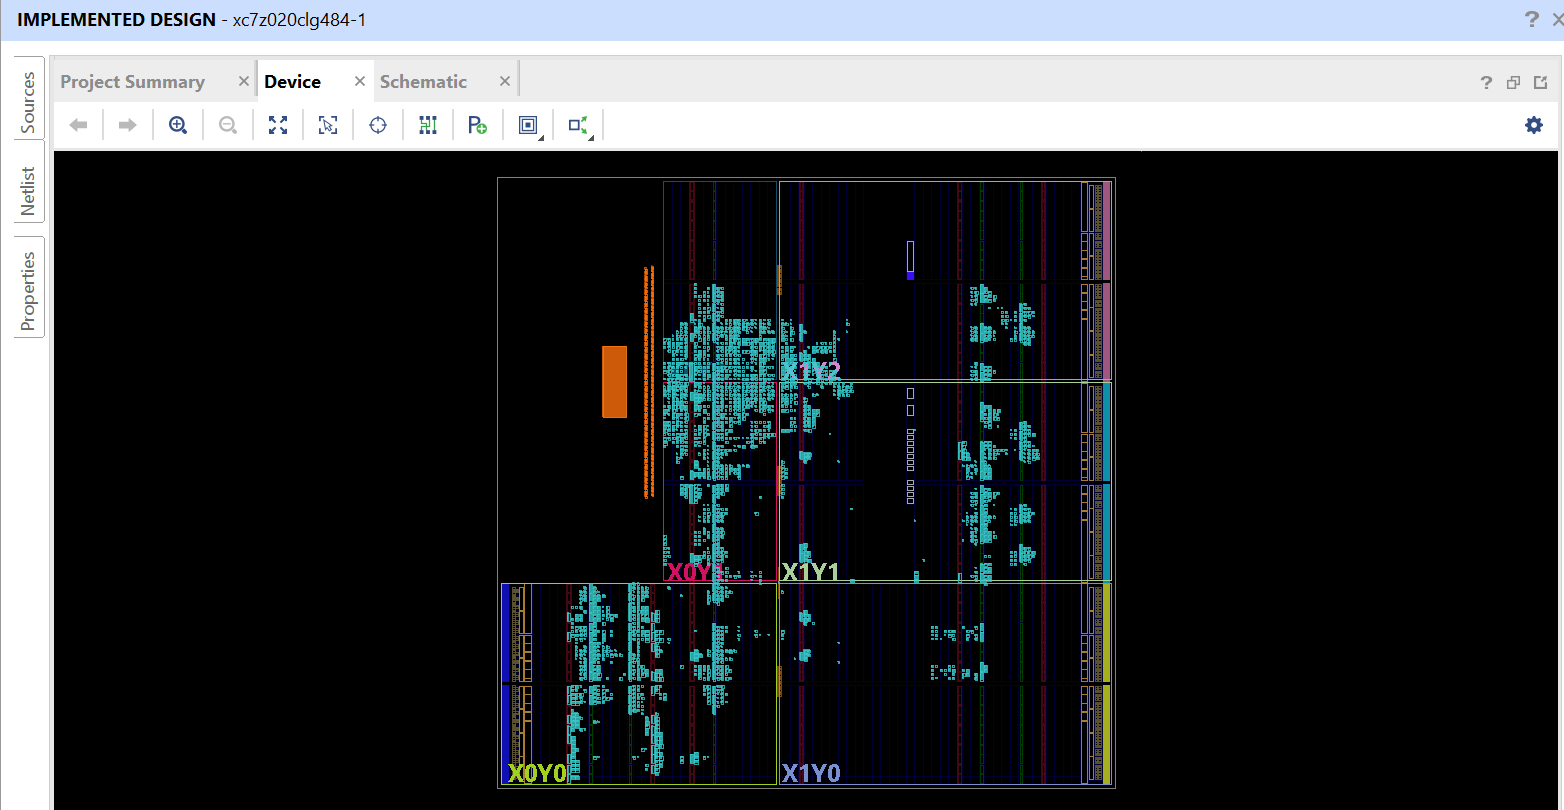 IMPLEMENTED DESIGN - xc7z020clg484-1
?
Sources
Netlist
Properties
Project Summary
Device
Schematic
?
X1Y2
X0Y1
X1Y1
X0Y0
X1Y0